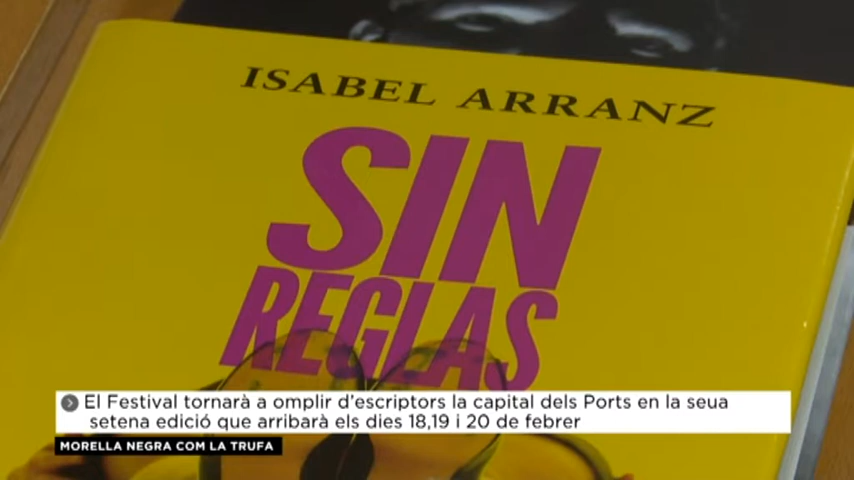 ISABEL ARRANZ
SIN
REGLAS
El Festival tornarà a omplir d'escriptors la capital dels Ports en la seua
setena edició que arribarà els dies 18,19 i 20 de febrer
MORELLA NEGRA COM LA TRUFA